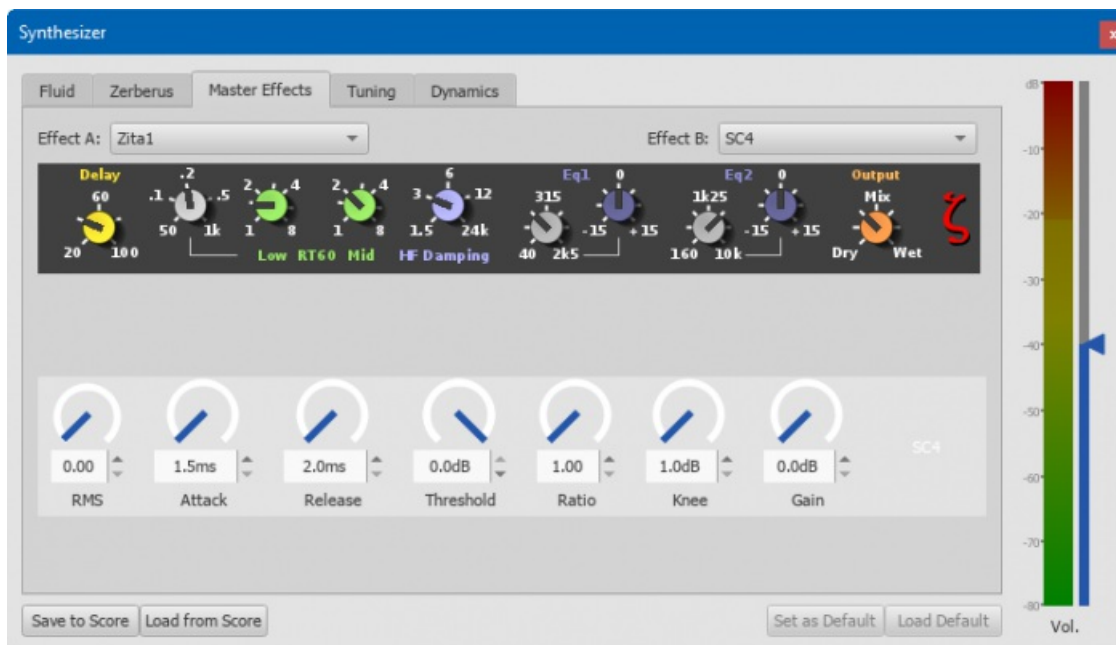 Synthesizer
x
Fluid Zerberus Master Effects Tuning Dynamics
Effect A: Zita1 Effect B: SC4
Delay Eq1 0 Eq2 0 Output
60 .1 .2 .5 2 4 2 4 3 6 12 315 1k25 Mix
20 100 50 1k 1 8 1 8 1.5 24k 40 2k5 -15 +15 160 10k -15 +15 Dry Wet
Low RT60 Mid HF Damping
ζ
0.00 1.5ms 2.0ms 0.0dB 1.00 1.0dB 0.0dB SC4
RMS Attack Release Threshold Ratio Knee Gain
Save to Score Load from Score Set as Default Load Default
dB
-10
-20
-30
-40
-50
-60
-70
-80
Vol.